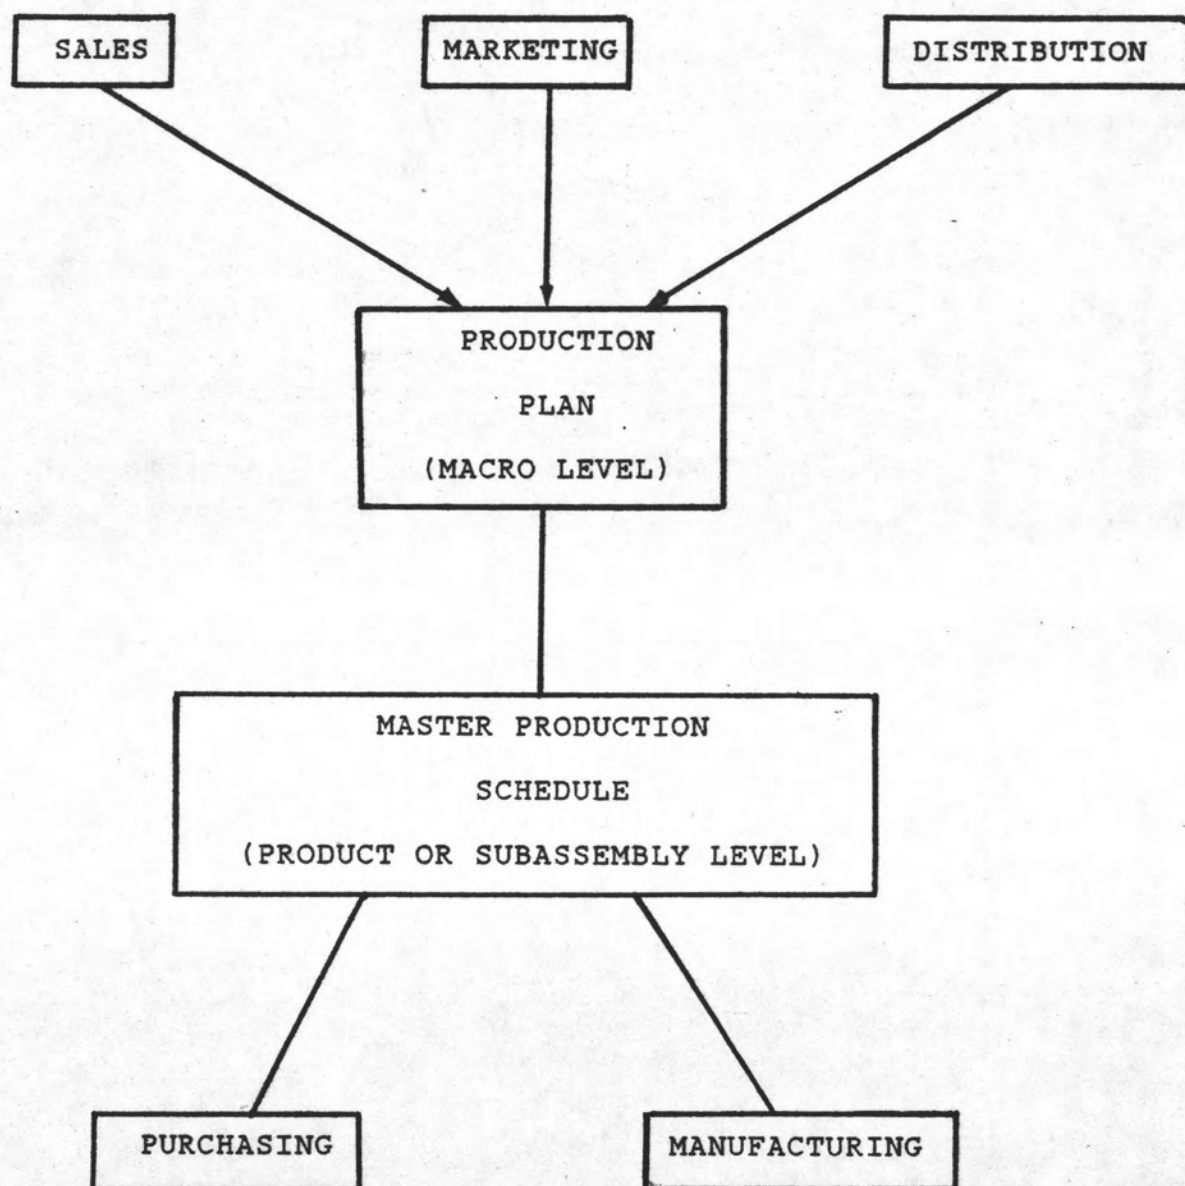 SALES
MARKETING
DISTRIBUTION
PRODUCTION
PLAN
(MACRO LEVEL)
MASTER PRODUCTION
SCHEDULE
(PRODUCT OR SUBASSEMBLY LEVEL)
PURCHASING
MANUFACTURING